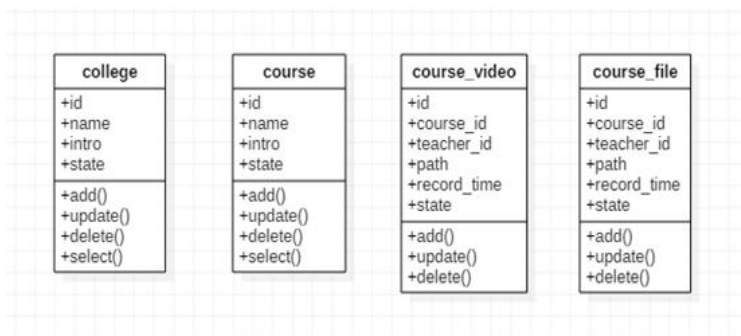 college
+id
+name
+intro
+state
+add()
+update()
+delete()
+select()
course
+id
+name
+intro
+state
+add()
+update()
+delete()
+select()
course_video
+id
+course_id
+teacher_id
+path
+record_time
+state
+add()
+update()
+delete()
course_file
+id
+course_id
+teacher_id
+path
+record_time
+state
+add()
+update()
+delete()